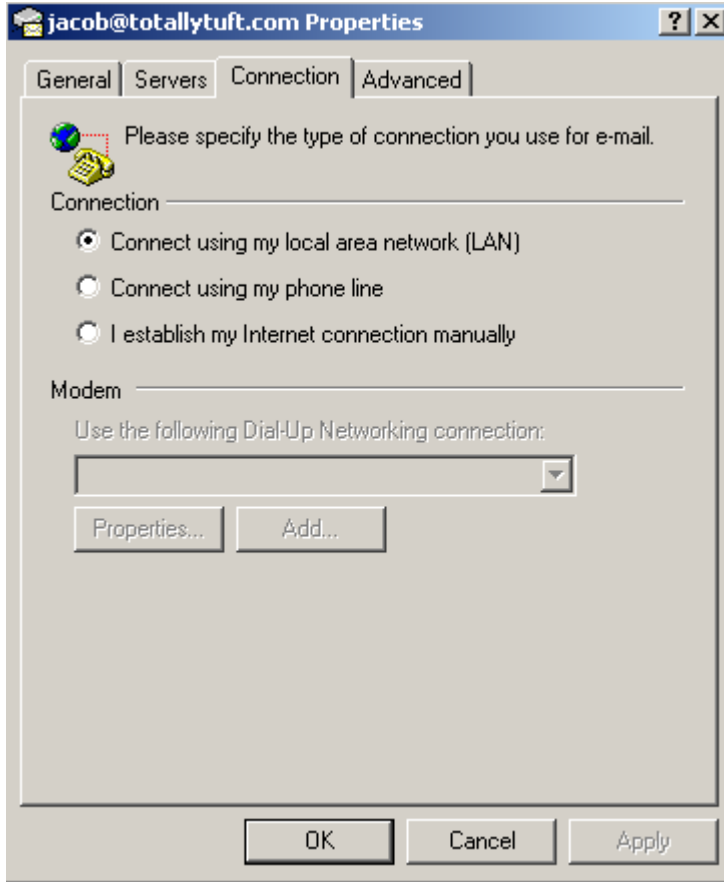 jacob@totallytuft.com Properties
General Servers Connection Advanced
Please specify the type of connection you use for e-mail.
Connection
Connect using my local area network (LAN)
Connect using my phone line
I establish my Internet connection manually
Modem
Use the following Dial-Up Networking connection:
Properties... Add...
OK Cancel Apply